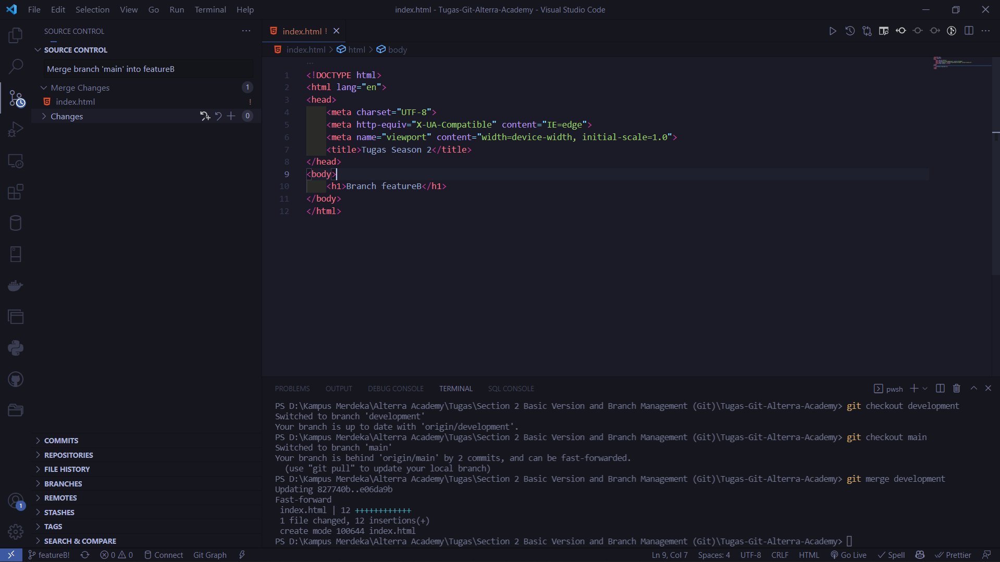 File Edit Selection View Go Run Terminal Help
index.html - Tugas-Git-Alterra-Academy - Visual Studio Code
SOURCE CONTROL
SOURCE CONTROL
Merge branch 'main' into featureB
Merge Changes 1
index.html !
Changes 0
COMMITS
REPOSITORIES
FILE HISTORY
BRANCHES
REMOTES
STASHES
TAGS
SEARCH & COMPARE
1
index.html !
index.html > html > body
1 <!DOCTYPE html>
2 <html lang="en">
3 <head>
4 <meta charset="UTF-8">
5 <meta http-equiv="X-UA-Compatible" content="IE=edge">
6 <meta name="viewport" content="width=device-width, initial-scale=1.0">
7 <title>Tugas Season 2</title>
8 </head>
9 <body>
10 <h1>Branch featureB</h1>
11 </body>
12 </html>
PROBLEMS OUTPUT DEBUG CONSOLE TERMINAL SQL CONSOLE
pwsh
PS D:\Kampus Merdeka\Alterra Academy\Tugas\Section 2 Basic Version and Branch Management (Git)\Tugas-Git-Alterra-Academy> git checkout development
Switched to branch 'development'
Your branch is up to date with 'origin/development'.
PS D:\Kampus Merdeka\Alterra Academy\Tugas\Section 2 Basic Version and Branch Management (Git)\Tugas-Git-Alterra-Academy> git checkout main
Switched to branch 'main'
Your branch is behind 'origin/main' by 2 commits, and can be fast-forwarded.
(use "git pull" to update your local branch)
PS D:\Kampus Merdeka\Alterra Academy\Tugas\Section 2 Basic Version and Branch Management (Git)\Tugas-Git-Alterra-Academy> git merge development
Updating 827740b..e06da9b
Fast-forward
index.html | 12 ++++++++++++
1 file changed, 12 insertions(+)
create mode 100644 index.html
PS D:\Kampus Merdeka\Alterra Academy\Tugas\Section 2 Basic Version and Branch Management (Git)\Tugas-Git-Alterra-Academy>
featureB! 0 0 Connect Git Graph
Ln 9, Col 7 Spaces: 4 UTF-8 CRLF HTML Go Live Spell Prettier